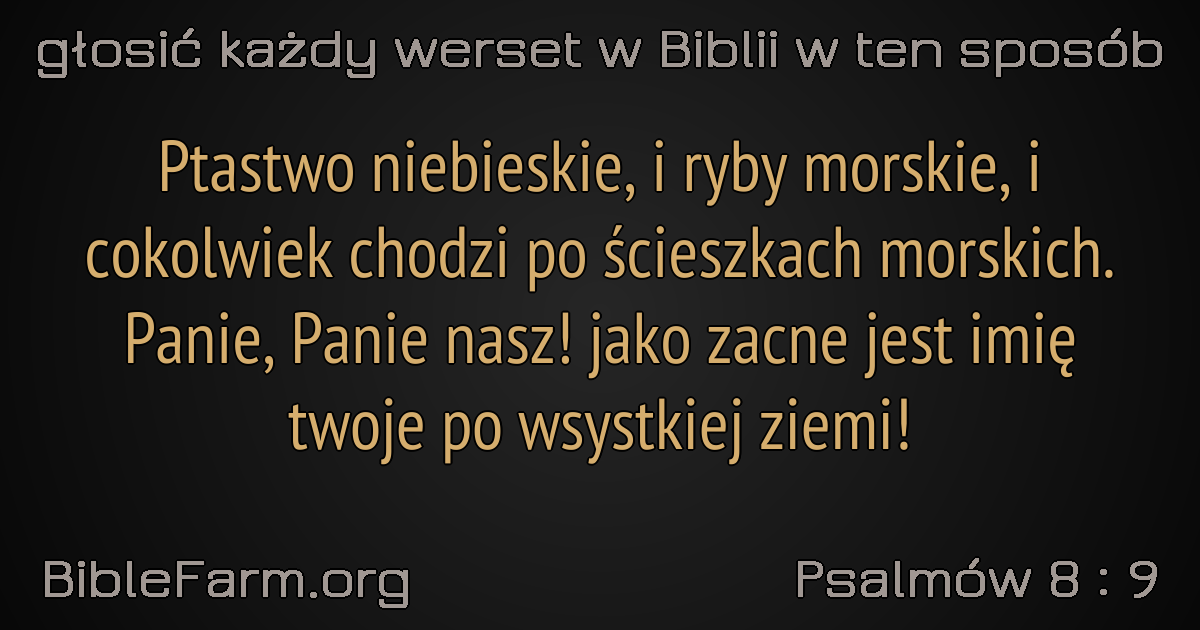 głosić każdy werset w Biblii w ten sposób
Ptastwo niebieskie, i ryby morskie, i
cokolwiek chodzi po ścieszkach morskich.
Panie, Panie nasz! jako zacne jest imię
twoje po wsystkiej ziemi!
BibleFarm.org
Psalmów 8 : 9